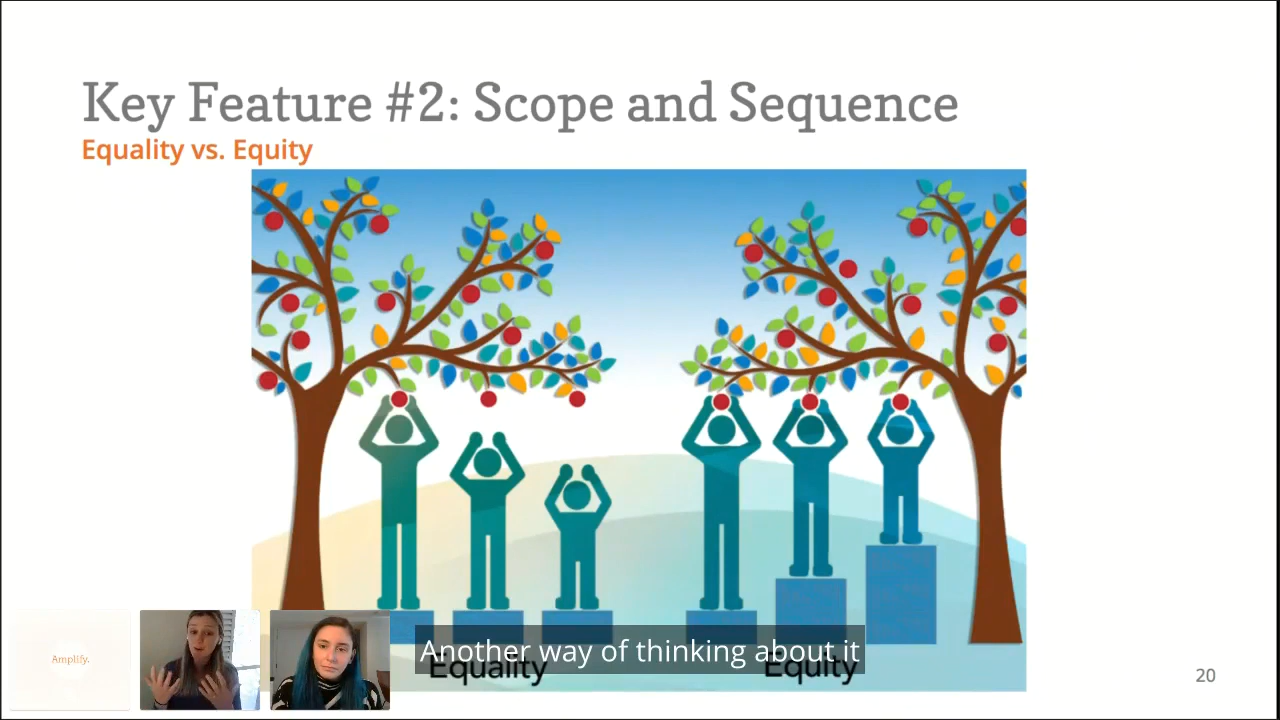 Key Feature #2: Scope and Sequence
Equality vs. Equity
Amplify.
Another way of thinking about it
Equality
Equity
20